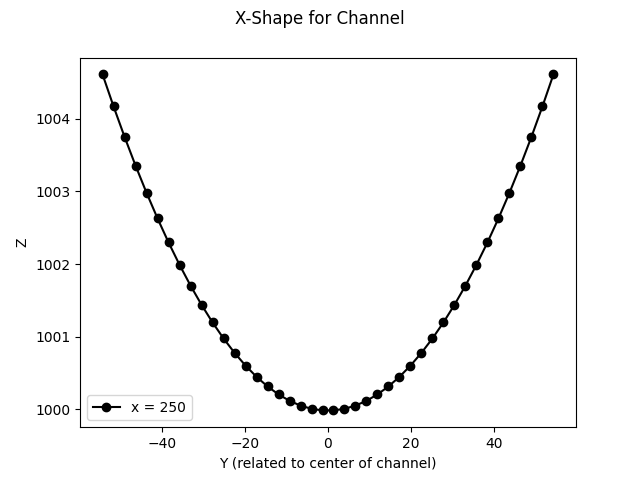 X-Shape for Channel
Z
1004
1003
1002
1001
1000
x = 250
−40
−20
0
20
40
Y (related to center of channel)